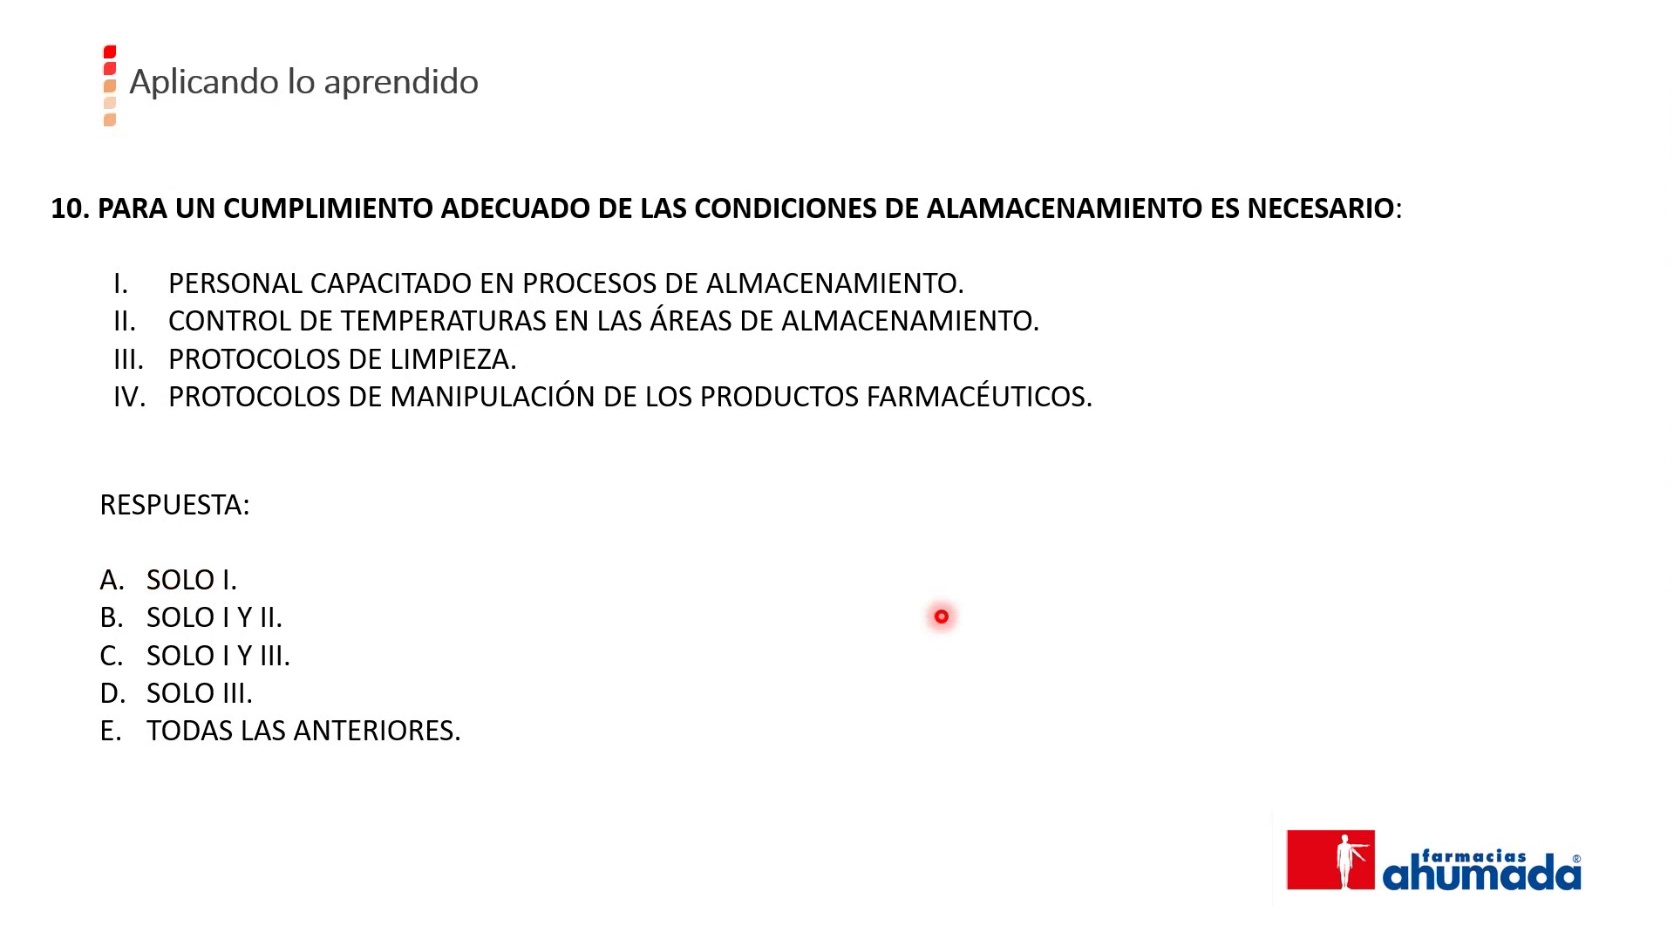 Aplicando lo aprendido
10. PARA UN CUMPLIMIENTO ADECUADO DE LAS CONDICIONES DE ALAMACENAMIENTO ES NECESARIO:
I. PERSONAL CAPACITADO EN PROCESOS DE ALMACENAMIENTO.
II. CONTROL DE TEMPERATURAS EN LAS ÁREAS DE ALMACENAMIENTO.
III. PROTOCOLOS DE LIMPIEZA.
IV. PROTOCOLOS DE MANIPULACIÓN DE LOS PRODUCTOS FARMACÉUTICOS.
RESPUESTA:
A. SOLO I.
B. SOLO I Y II.
C. SOLO I Y III.
D. SOLO III.
E. TODAS LAS ANTERIORES.
farmacias
ahumada®